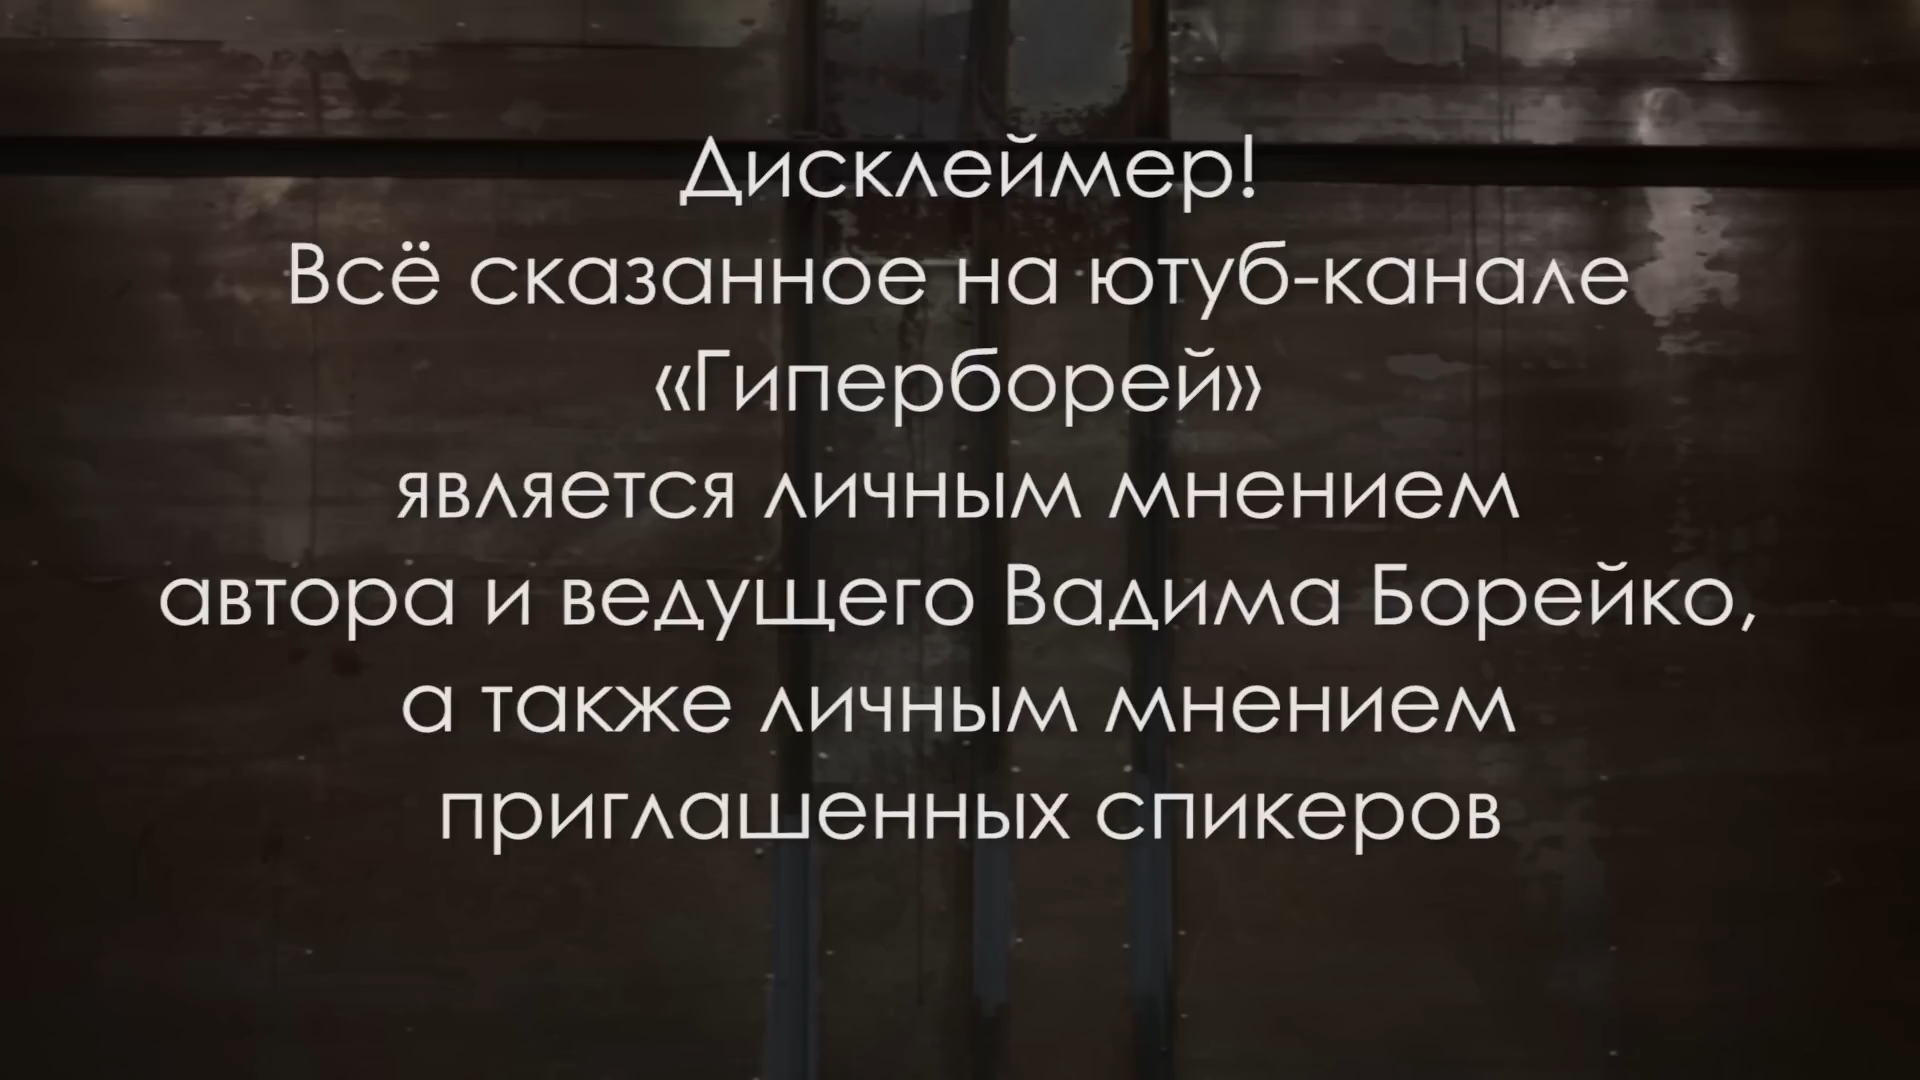 Дисклеймер!
Всё сказанное на ютуб-канале
«Гиперборей»
является личным мнением
автора и ведущего Вадима Борейко,
а также личным мнением
приглашенных спикеров